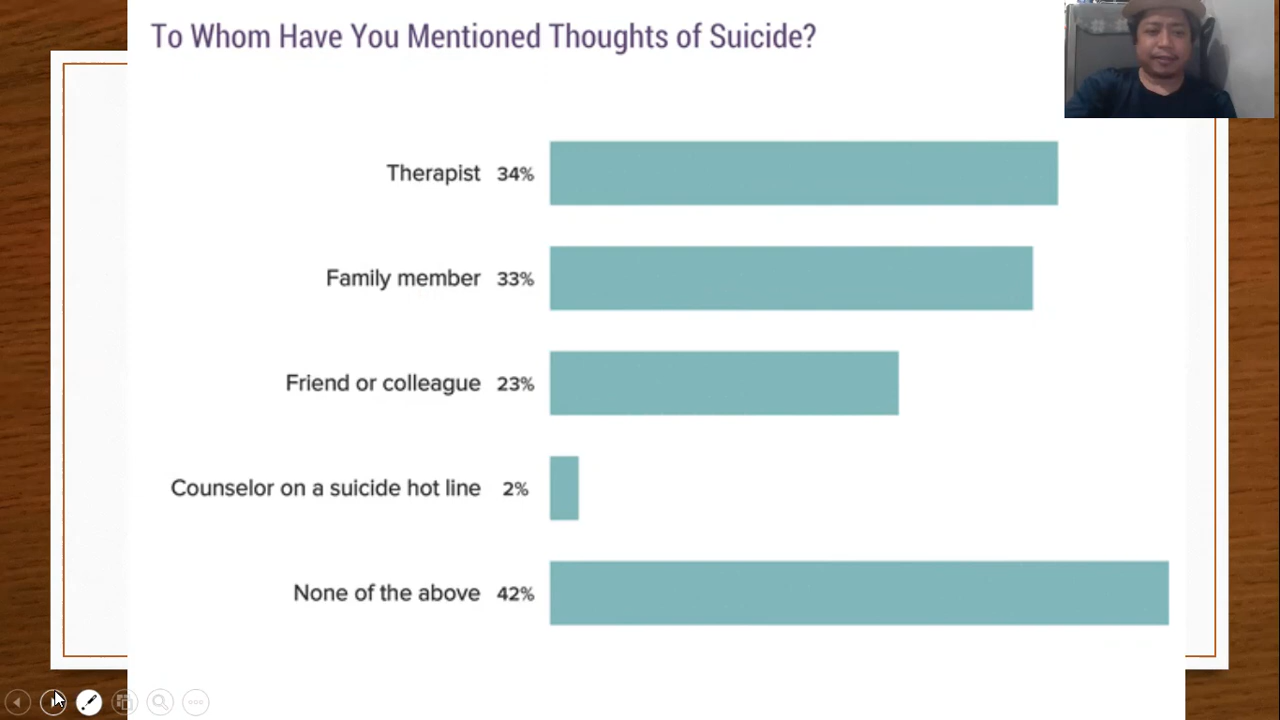 To Whom Have You Mentioned Thoughts of Suicide?
Therapist 34%
Family member 33%
Friend or colleague 23%
Counselor on a suicide hot line 2%
None of the above 42%